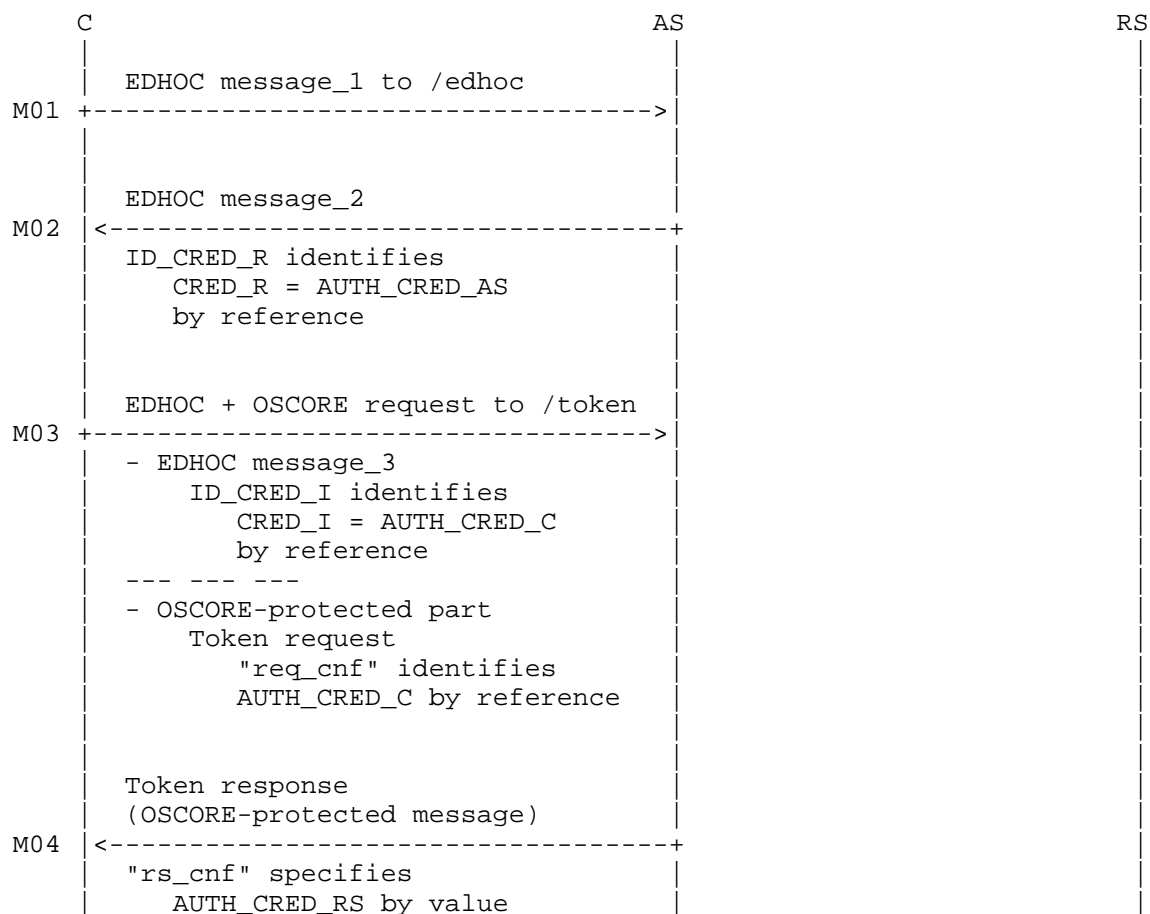 C AS RS
EDHOC message_1 to /edhoc
M01 +----------------------------------->
EDHOC message_2
M02 |<-----------------------------------+
ID_CRED_R identifies
CRED_R = AUTH_CRED_AS
by reference
EDHOC + OSCORE request to /token
M03 +----------------------------------->
- EDHOC message_3
ID_CRED_I identifies
CRED_I = AUTH_CRED_C
by reference
--- --- ---
- OSCORE-protected part
Token request
"req_cnf" identifies
AUTH_CRED_C by reference
Token response
(OSCORE-protected message)
M04 |<-----------------------------------+
"rs_cnf" specifies
AUTH_CRED_RS by value